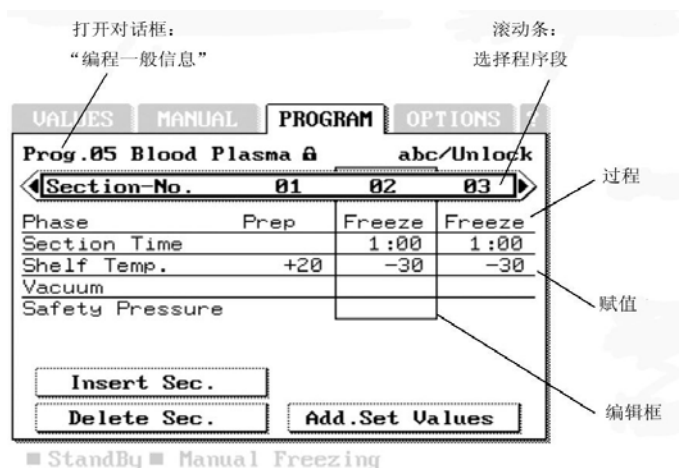 打开对话框：
“编程一般信息”
滚动条：
选择程序段
VALUES MANUAL PROGRAM OPTIONS ?
Prog.05 Blood Plasma abc/Unlock
Section-No. 01 02 03
过程
Phase Prep Freeze Freeze
Section Time 1:00 1:00
Shelf Temp. +20 -30 -30
Vacuum
赋值
Safety Pressure
Insert Sec.
Delete Sec. Add.Set Values
编辑框
StandBy Manual Freezing